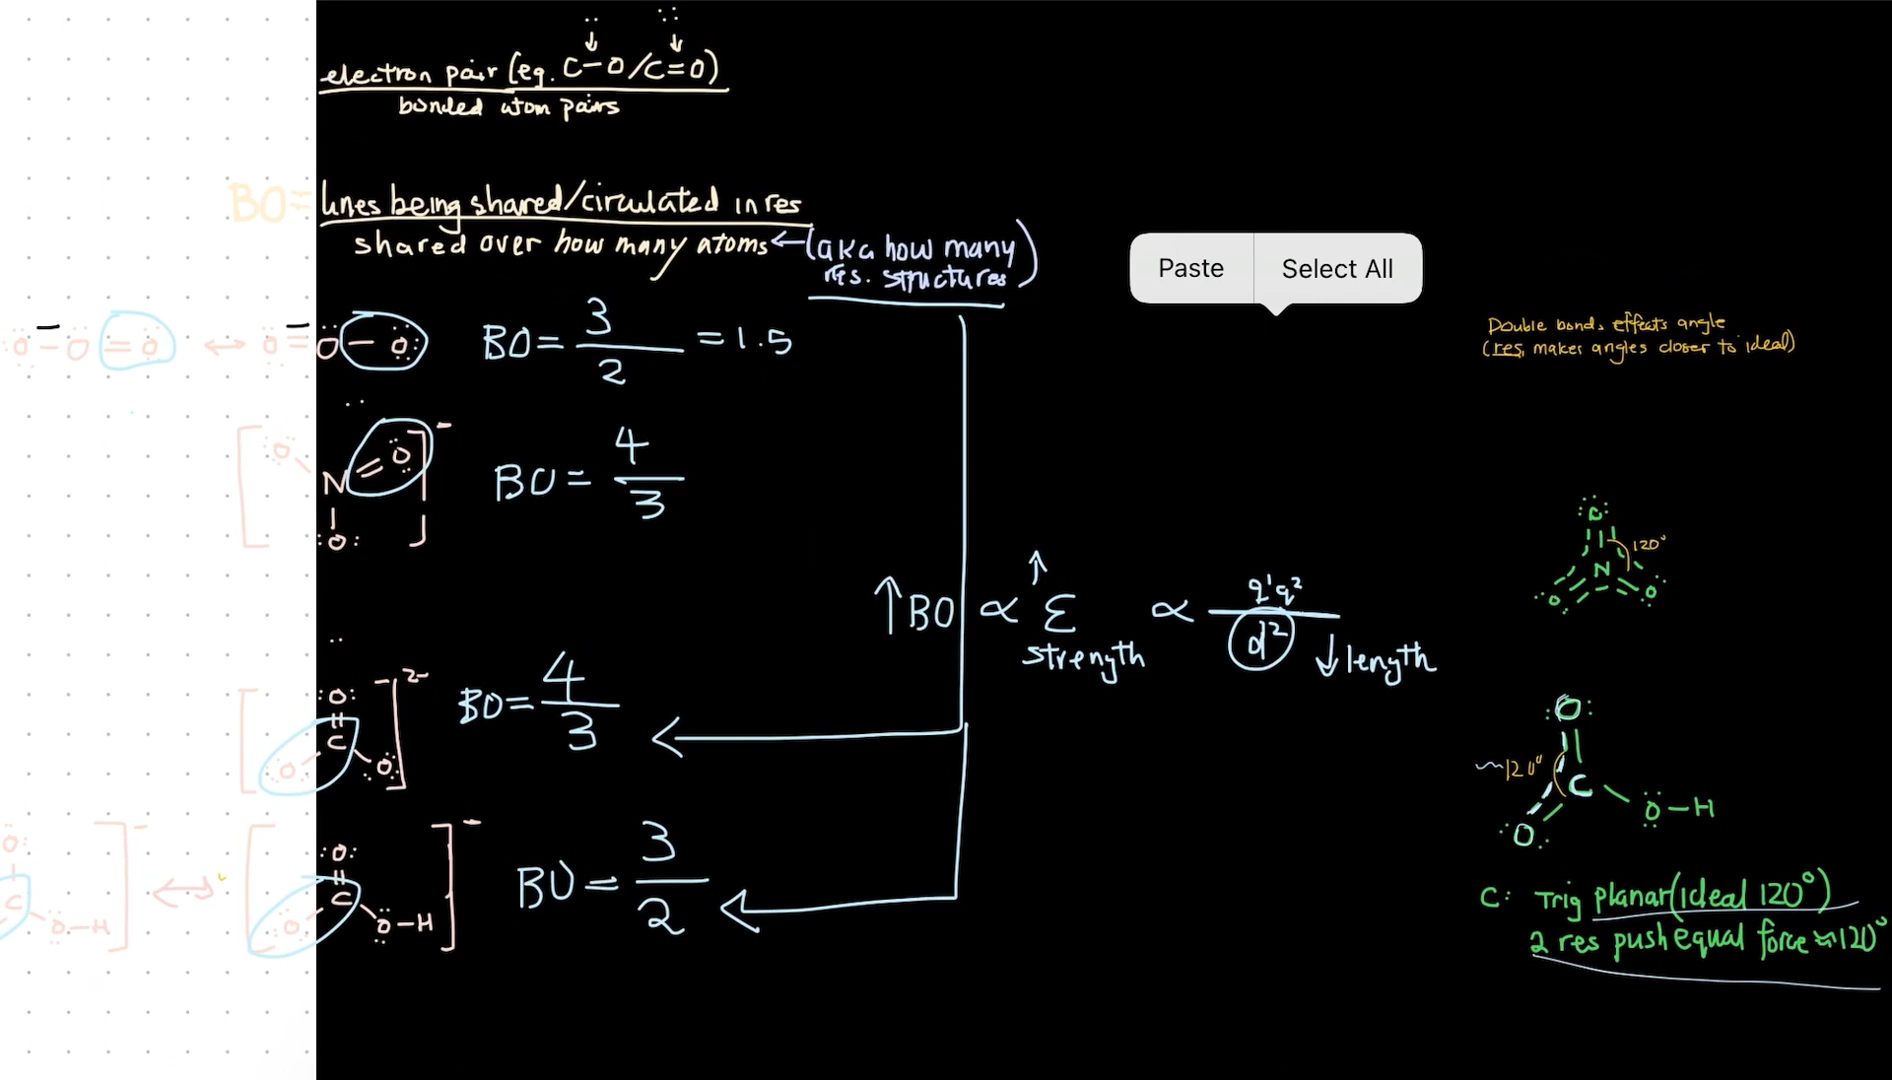 electron pair (eg. C-O/C=O)
bonded atom pairs
BO= lines being shared/circulated in res
shared over how many atoms ← (aka how many
res. structures)
Paste
Select All
Double bonds effects angle
(res. makes angles closer to ideal)
O-O=O ↔ O=O-O BO= 3/2 = 1.5
[O N=O O]- BO= 4/3
O
120°
N
O O
↑BO ∝ ↑Ɛ ∝ q¹q²/d²
strength ↓length
[O C O O]2- BO= 4/3
O
~120° C
O O-H
O C O-H]- ↔ [O C O O-H]- BO= 3/2
C: Trig planar (ideal 120°)
2 res push equal force ≈120°